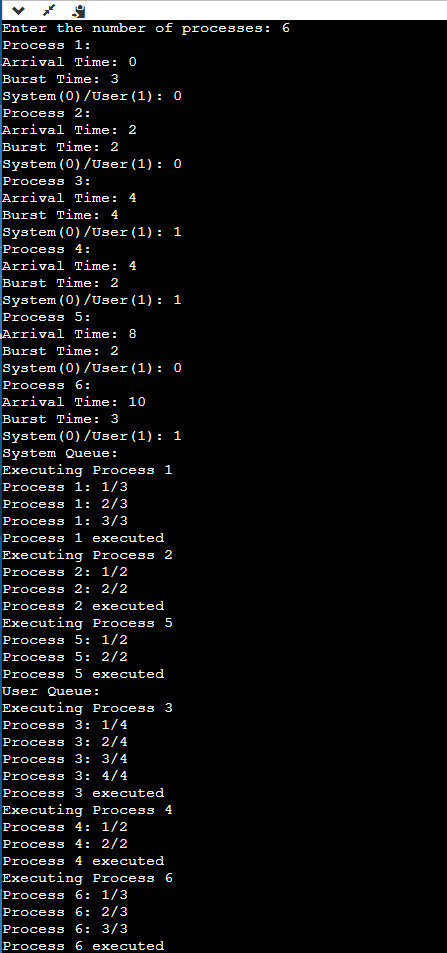 Enter the number of processes: 6
Process 1:
Arrival Time: 0
Burst Time: 3
System(0)/User(1): 0
Process 2:
Arrival Time: 2
Burst Time: 2
System(0)/User(1): 0
Process 3:
Arrival Time: 4
Burst Time: 4
System(0)/User(1): 1
Process 4:
Arrival Time: 4
Burst Time: 2
System(0)/User(1): 1
Process 5:
Arrival Time: 8
Burst Time: 2
System(0)/User(1): 0
Process 6:
Arrival Time: 10
Burst Time: 3
System(0)/User(1): 1
System Queue:
Executing Process 1
Process 1: 1/3
Process 1: 2/3
Process 1: 3/3
Process 1 executed
Executing Process 2
Process 2: 1/2
Process 2: 2/2
Process 2 executed
Executing Process 5
Process 5: 1/2
Process 5: 2/2
Process 5 executed
User Queue:
Executing Process 3
Process 3: 1/4
Process 3: 2/4
Process 3: 3/4
Process 3: 4/4
Process 3 executed
Executing Process 4
Process 4: 1/2
Process 4: 2/2
Process 4 executed
Executing Process 6
Process 6: 1/3
Process 6: 2/3
Process 6: 3/3
Process 6 executed